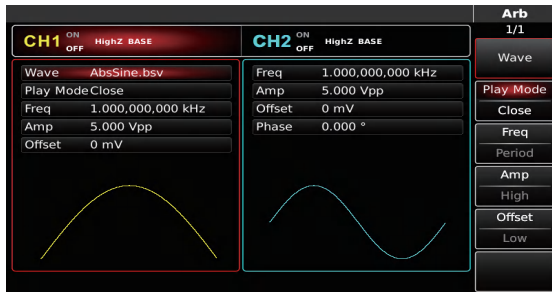 Arb
1/1
CH1 ON OFF HighZ BASE
CH2 ON OFF HighZ BASE
Wave AbsSine.bsv
Play Mode Close
Freq 1.000,000,000 kHz
Amp 5.000 Vpp
Offset 0 mV
Freq 1.000,000,000 kHz
Amp 5.000 Vpp
Offset 0 mV
Phase 0.000 °
Wave
Play Mode
Close
Freq
Period
Amp
High
Offset
Low